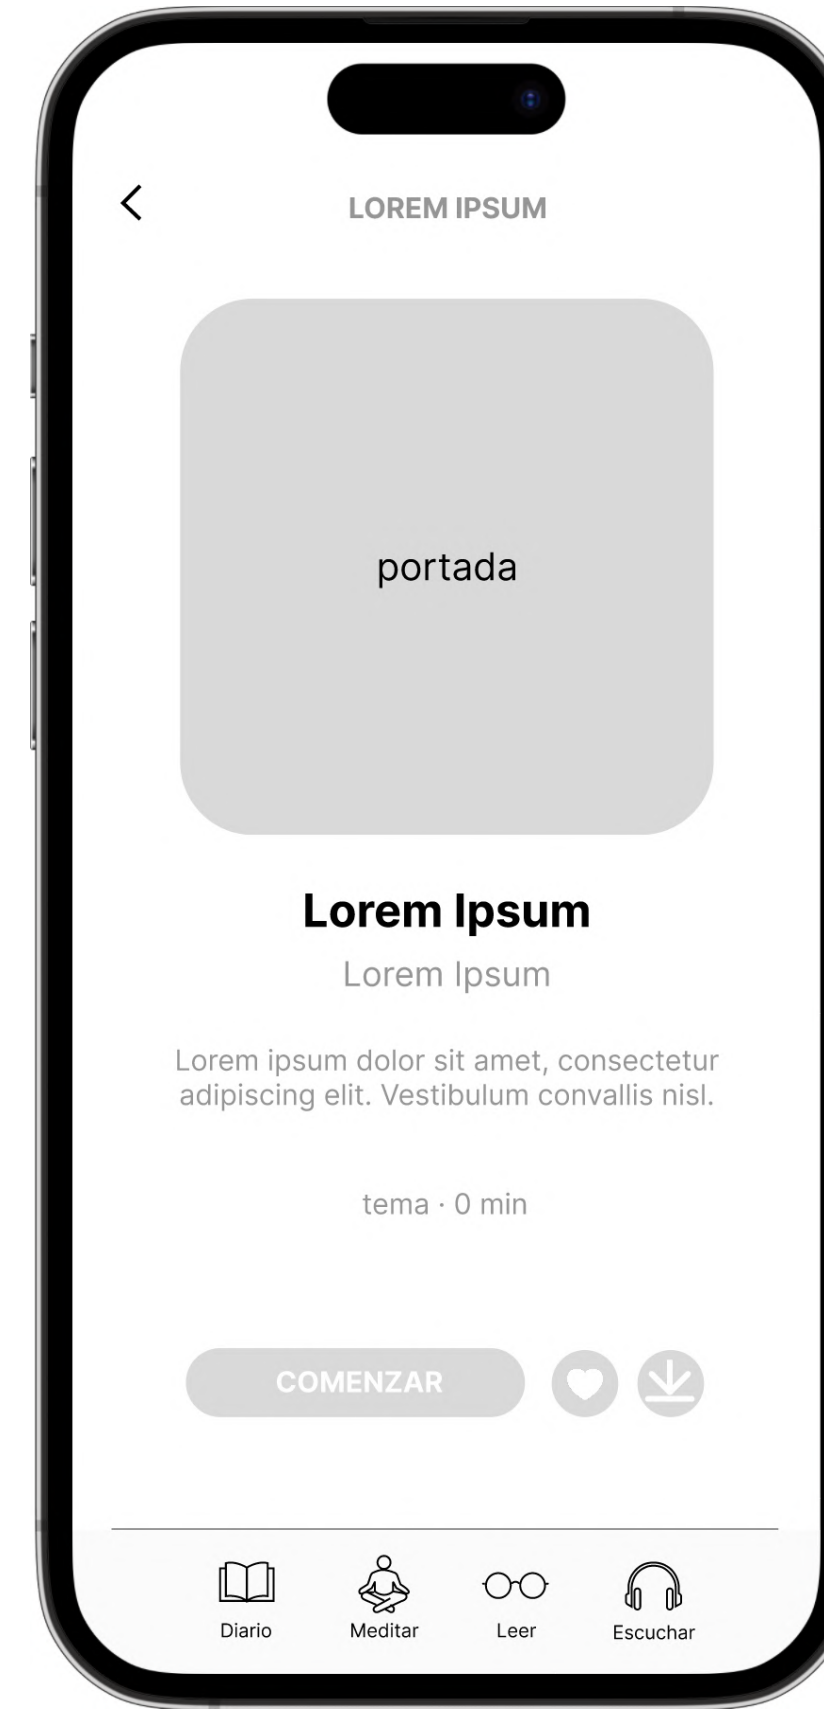 LOREM IPSUM
portada
Lorem Ipsum
Lorem Ipsum
Lorem ipsum dolor sit amet, consectetur
adipiscing elit. Vestibulum convallis nisl.
tema · 0 min
COMENZAR
Diario
Meditar
Leer
Escuchar